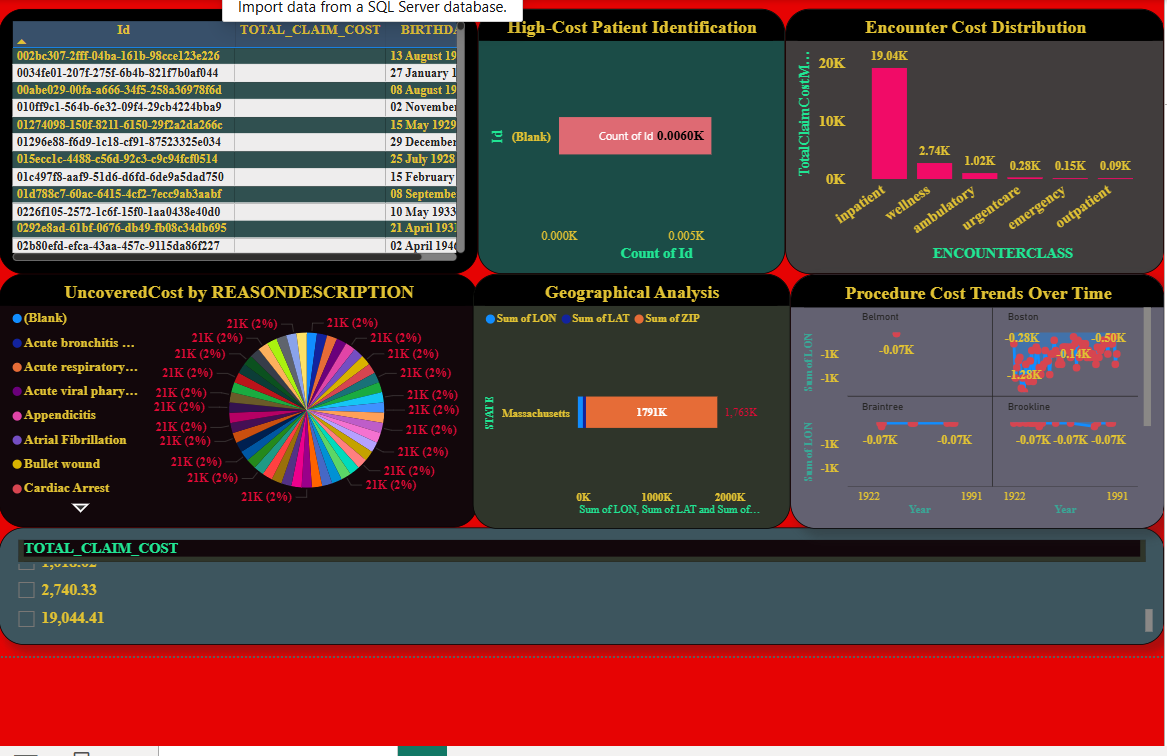 Import data from a SQL Server database.
Id TOTAL_CLAIM_COST BIRTHDA
002bc307-2fff-04ba-161b-98cce123e226 13 August 19
0034fe01-207f-275f-6b4b-821f7b0af044 27 January 1
00abe029-00fa-a666-34f5-258a36978f6d 08 August 19
010ff9c1-564b-6e32-09f4-29cb4224bba9 02 November
01274098-150f-8211-6150-29f2a2da266c 15 May 1929
01296e88-f6d9-1c18-cf91-87523325e034 29 December
015ecc1c-4488-c56d-92c3-c9c94fcf0514 25 July 1928
01c497f8-aaf9-51d6-d6fd-6de9a5dad750 15 February
01d788c7-60ac-6415-4cf2-7ecc9ab3aabf 08 Septembe
0226f105-2572-1c6f-15f0-1aa0438e40d0 10 May 1933
0292e8ad-61bf-0676-db49-fb08c34db695 21 April 193
02b80efd-efca-43aa-457c-9115da86f227 02 April 194
High-Cost Patient Identification
Id
(Blank)
Count of Id 0.0060K
0.000K 0.005K
Count of Id
Encounter Cost Distribution
TotalClaimCostM...
20K
10K
0K
19.04K
2.74K
1.02K
0.28K
0.15K
0.09K
inpatient
wellness
ambulatory
urgentcare
emergency
outpatient
ENCOUNTERCLASS
UncoveredCost by REASONDESCRIPTION
(Blank)
Acute bronchitis ...
Acute respiratory...
Acute viral phary...
Appendicitis
Atrial Fibrillation
Bullet wound
Cardiac Arrest
21K (2%) 21K (2%)
21K (2%) 21K (2%)
21K (2%) 21K (2%)
21K (2%) 21K (2%)
21K (2%) 21K (2%)
21K (2%) 21K (2%)
21K (2%) 21K (2%)
21K (2%) 21K (2%)
21K (2%) 21K (2%)
21K (2%) 21K (2%)
21K (2%)
Geographical Analysis
Sum of LON Sum of LAT Sum of ZIP
STATE
Massachusetts
1791K
1,763K
0K 1000K 2000K
Sum of LON, Sum of LAT and Sum of...
Procedure Cost Trends Over Time
Belmont Boston
Sum of LON
-1K
-1K
-0.07K
-0.28K
-0.50K
-0.14K
-1.28K
Braintree Brookline
Sum of LON
-1K
-1K
-0.07K -0.07K
-0.07K -0.07K -0.07K
1922 1991 1922 1991
Year Year
TOTAL_CLAIM_COST
2,740.33
19,044.41